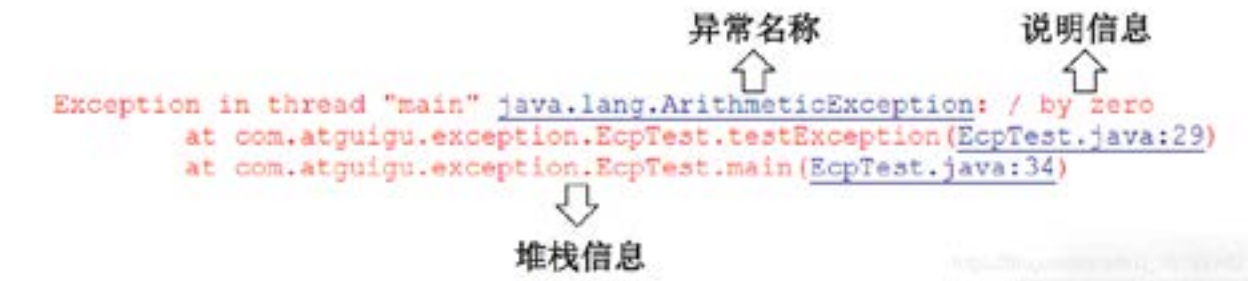 异常名称 说明信息
Exception in thread "main" java.lang.ArithmeticException: / by zero
at com.atguigu.exception.EcpTest.testException(EcpTest.java:29)
at com.atguigu.exception.EcpTest.main(EcpTest.java:34)
堆栈信息